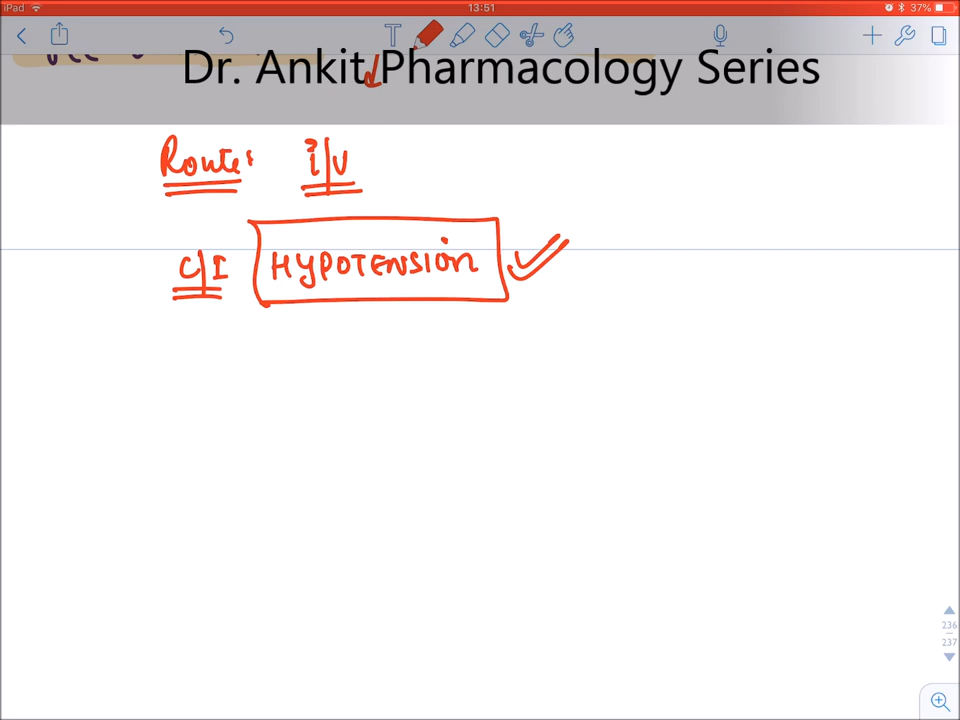 iPad 13:51 37%
T
Dr. Ankit Pharmacology Series
Route: i/v
C/I HYPOTENSION
236
237